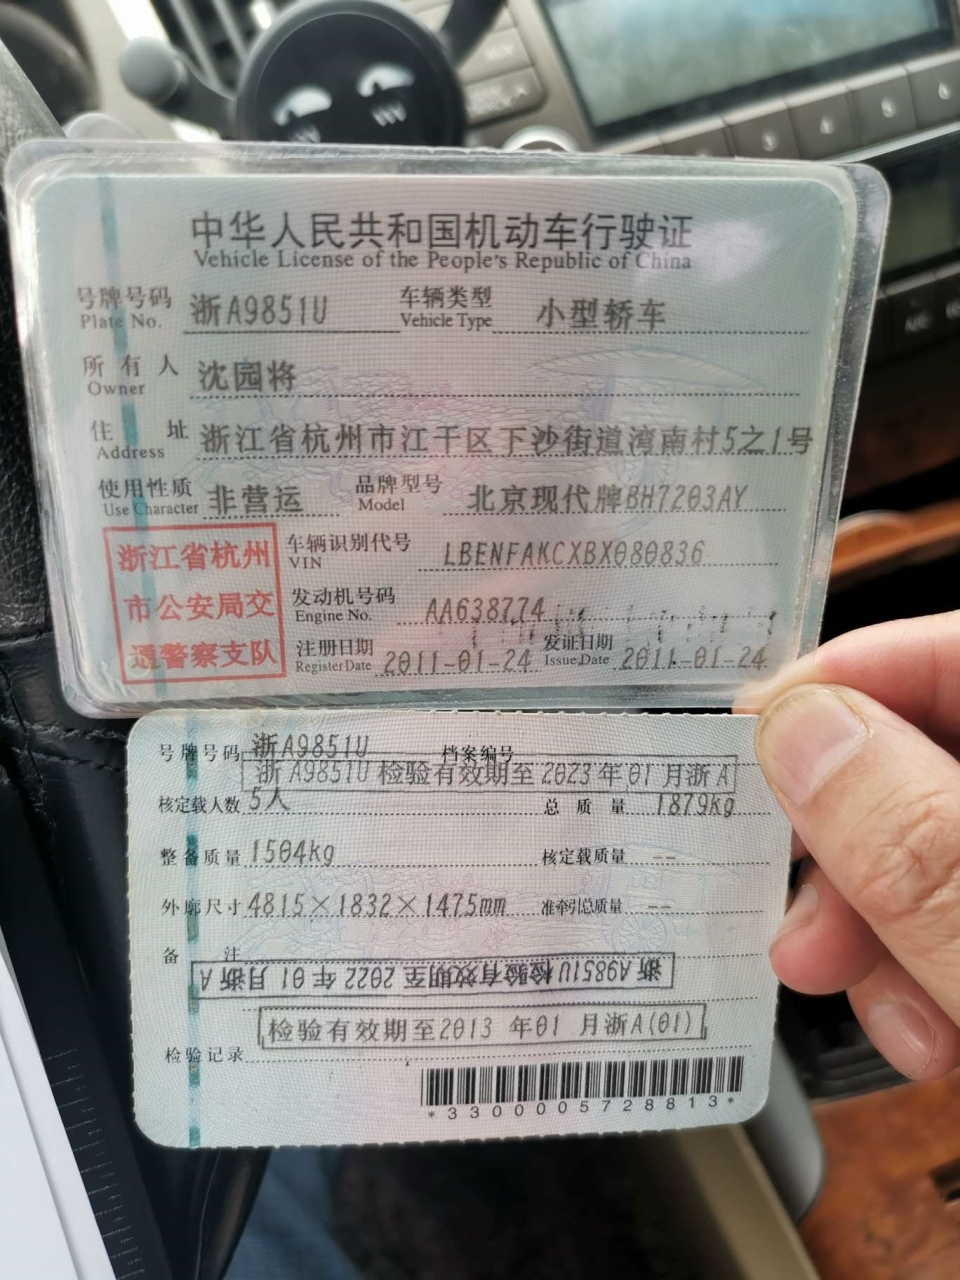 中华人民共和国机动车行驶证
Vehicle License of the People's Republic of China
号牌号码 浙A9851U 车辆类型 小型轿车
Plate No. Vehicle Type
所有人 沈园将
Owner
住址 浙江省杭州市江干区下沙街道湾南村5之1号
Address
使用性质 非营运 品牌型号 北京现代牌BH7203AY
Use Character Model
浙江省杭州
市公安局交
通警察支队
车辆识别代号 LBENFAKCXBX080836
VIN
发动机号码 AA638774
Engine No.
注册日期 2011-01-24 发证日期 2011-01-24
Register Date Issue Date
号牌号码 浙A9851U 档案编号
浙A9851U 检验有效期至 2023 年 01 月 浙A
核定载人数 5人 总质量 1879kg
整备质量 1504kg 核定载质量 --
外廓尺寸 4815×1832×1475mm 准牵引总质量 --
备注
浙A9851U 检验有效期至 2022 年 01 月 浙A
检验有效期至2013 年01 月浙A(01)
检验记录
*3300005728813*
3
4
5
6
A/C